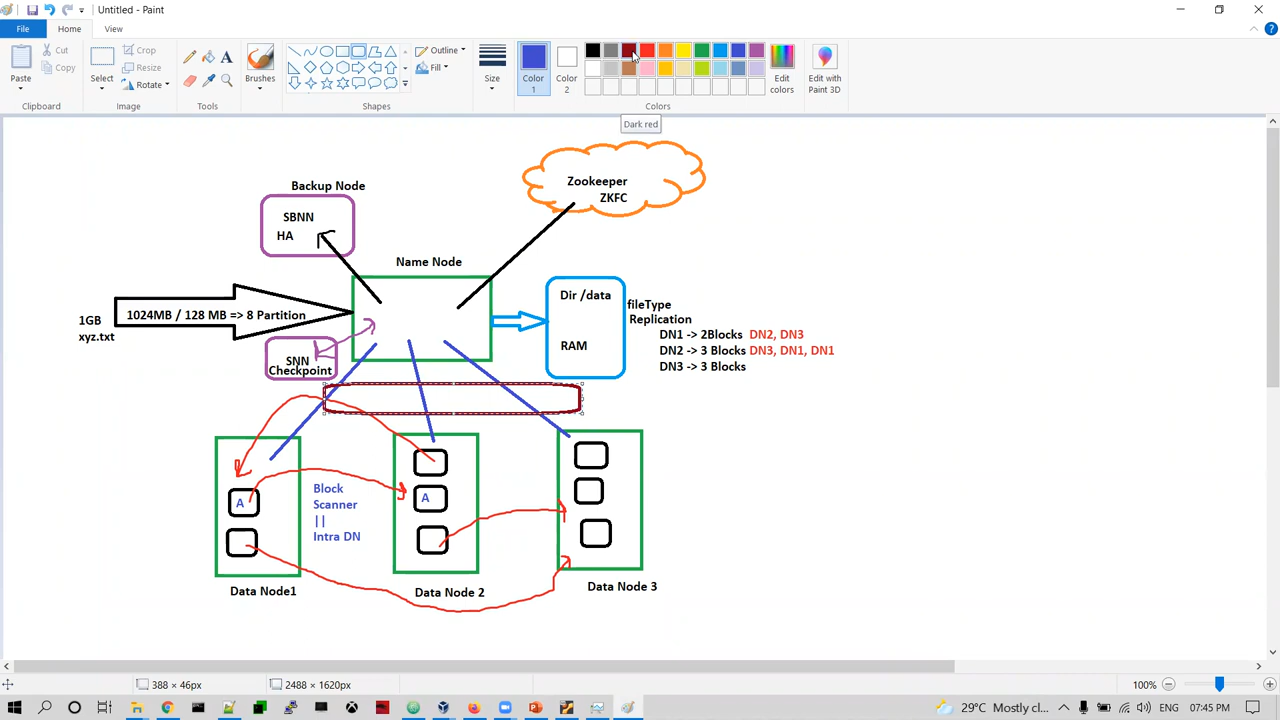 Untitled - Paint
File
Home
View
Paste
Cut
Copy
Clipboard
Select
Crop
Resize
Rotate
Image
Tools
Brushes
Outline
Fill
Shapes
Size
Color 1
Color 2
Edit colors
Colors
Edit with Paint 3D
Dark red
Backup Node
SBNN
HA
Zookeeper
ZKFC
Name Node
1GB
xyz.txt
1024MB / 128 MB => 8 Partition
SNN
Checkpoint
Dir /data
RAM
fileType
Replication
DN1 -> 2Blocks DN2, DN3
DN2 -> 3 Blocks DN3, DN1, DN1
DN3 -> 3 Blocks
A
Block
Scanner
||
Intra DN
A
Data Node1
Data Node 2
Data Node 3
388 × 46px
2488 × 1620px
100%
29°C Mostly cl...
ENG
07:45 PM